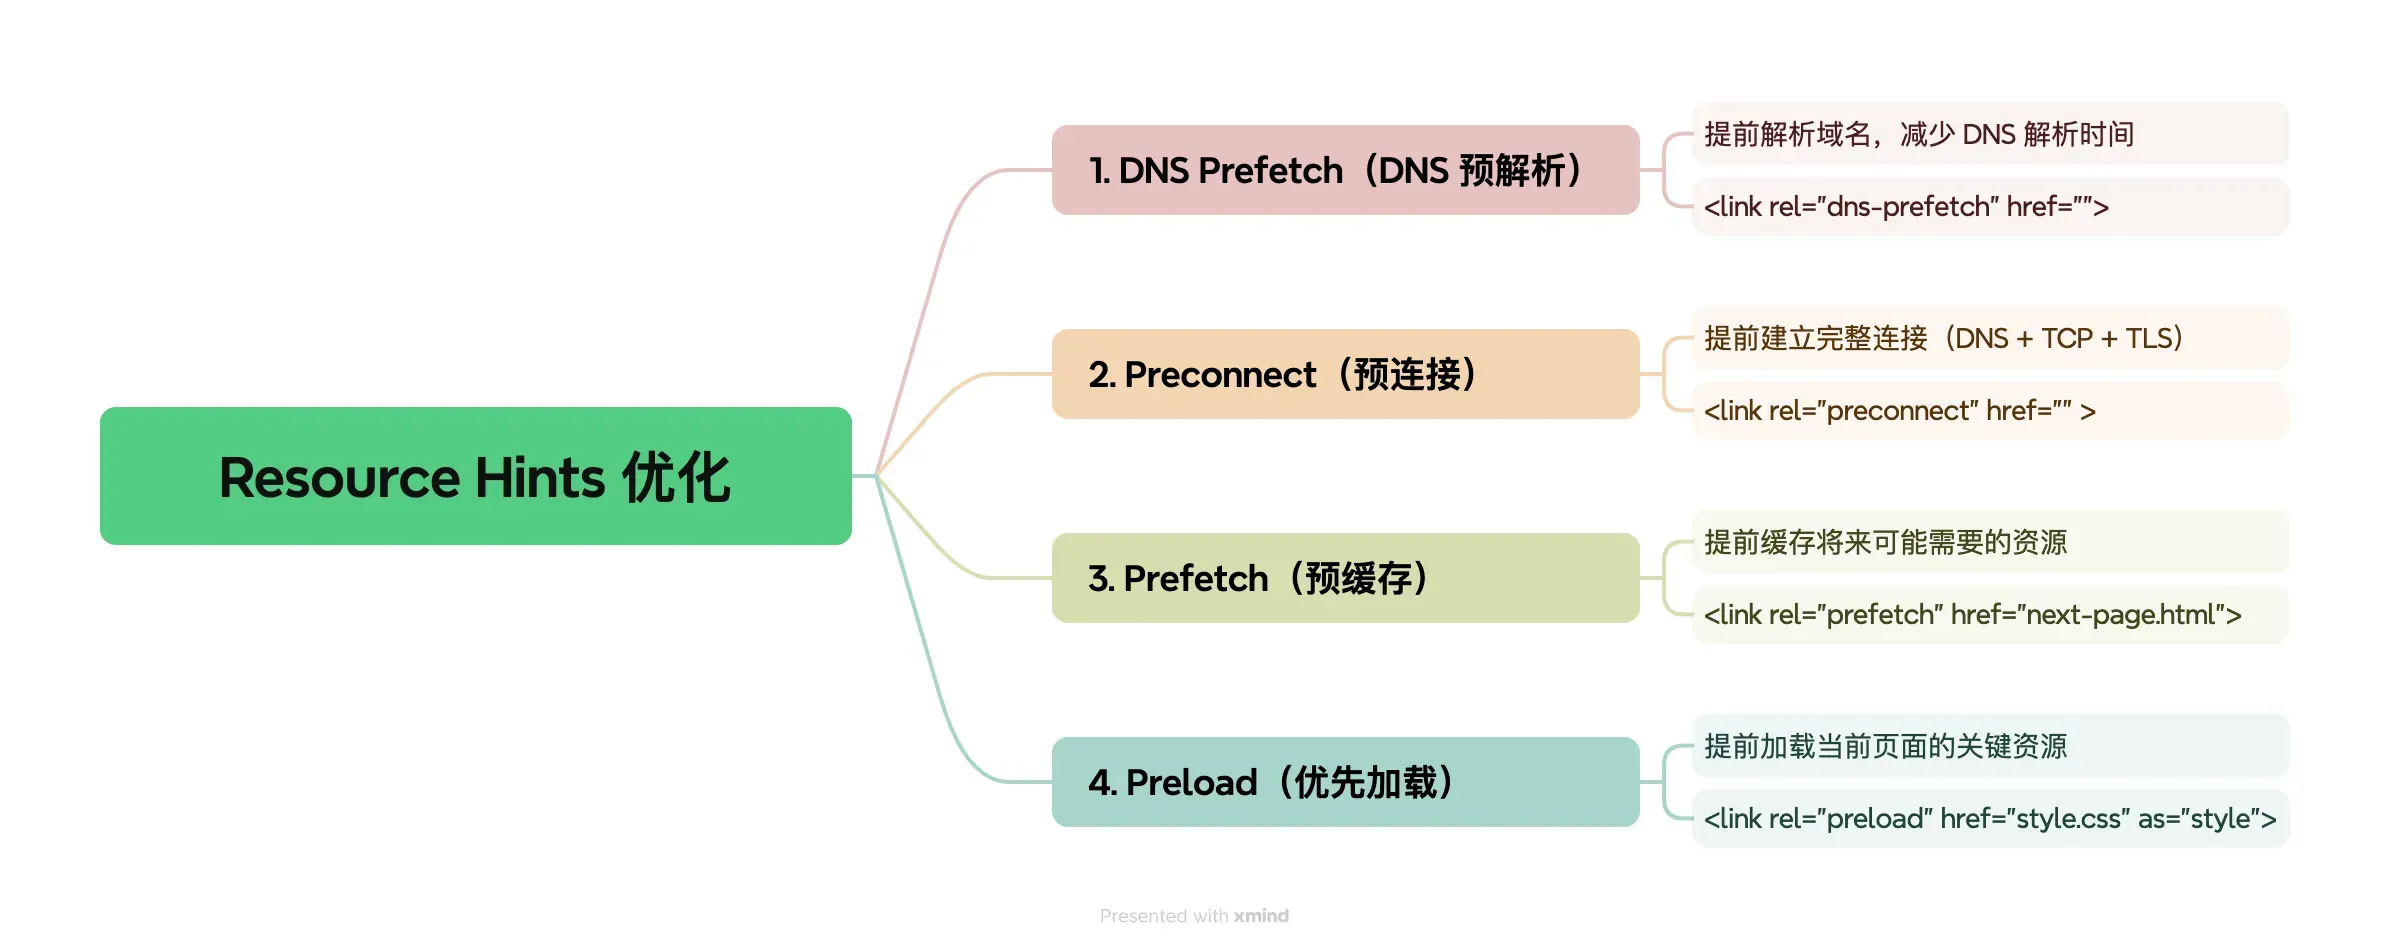 Resource Hints 优化
1. DNS Prefetch（DNS 预解析）
提前解析域名，减少 DNS 解析时间
<link rel="dns-prefetch" href="">
2. Preconnect（预连接）
提前建立完整连接（DNS + TCP + TLS）
<link rel="preconnect" href="" >
3. Prefetch（预缓存）
提前缓存将来可能需要的资源
<link rel="prefetch" href="next-page.html">
4. Preload（优先加载）
提前加载当前页面的关键资源
<link rel="preload" href="style.css" as="style">
Presented with xmind